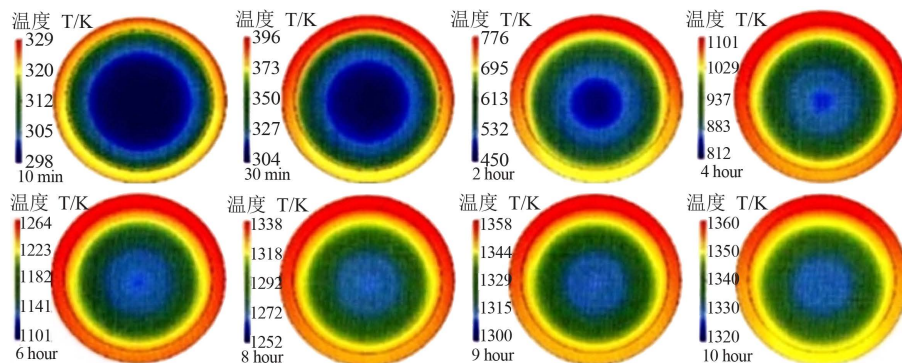 温度 T/K
329
320
312
305
298
10 min
温度 T/K
396
373
350
327
304
30 min
温度 T/K
776
695
613
532
450
2 hour
温度 T/K
1101
1029
937
883
812
4 hour
温度 T/K
1264
1223
1182
1141
1101
6 hour
温度 T/K
1338
1318
1292
1272
1252
8 hour
温度 T/K
1358
1344
1329
1315
1300
9 hour
温度 T/K
1360
1350
1340
1330
1320
10 hour